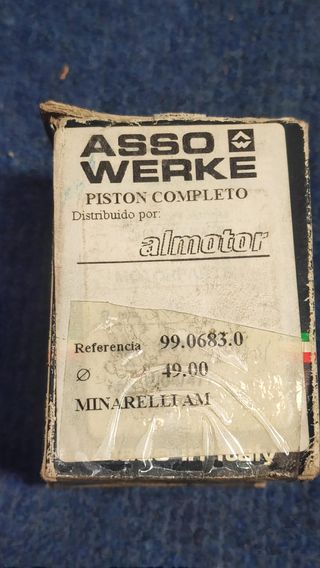 ASSO
WERKE
PISTON COMPLETO
Distribuido por:
almotor
Referencia 99.0683.0
Ø 49.00
MINARELLI AM